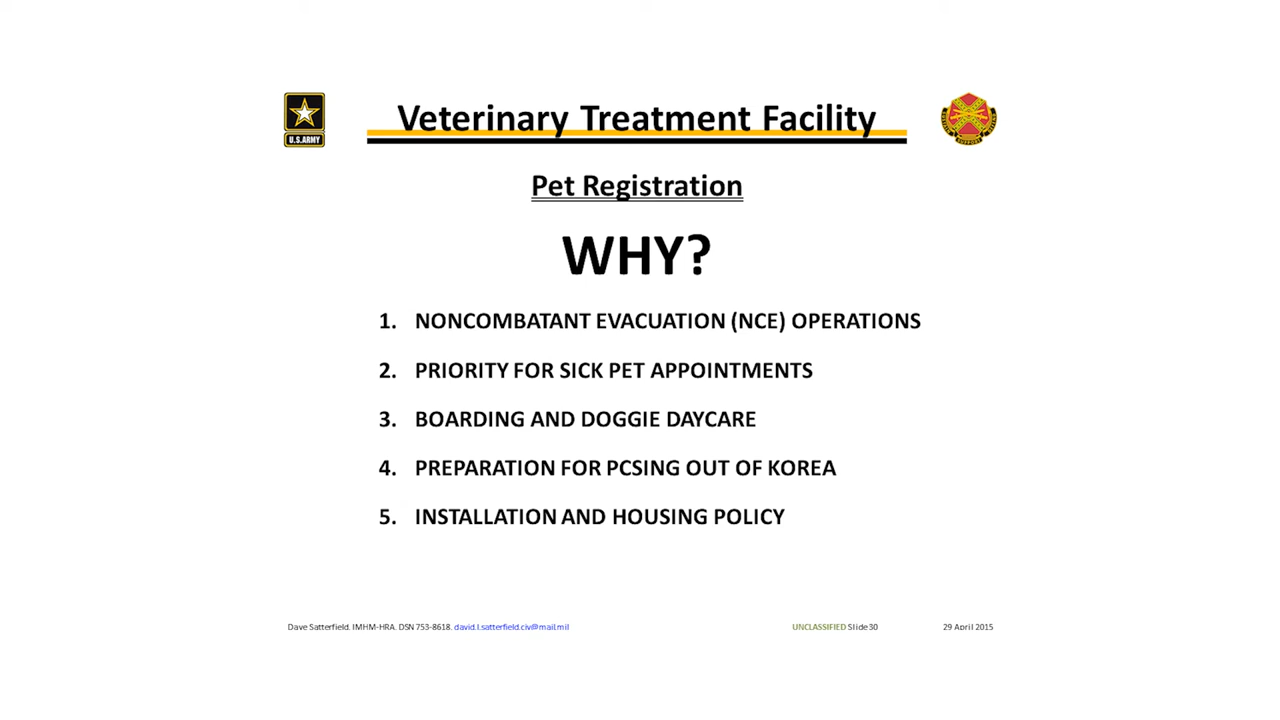 Veterinary Treatment Facility
U.S.ARMY
Pet Registration
WHY?
1. NONCOMBATANT EVACUATION (NCE) OPERATIONS
2. PRIORITY FOR SICK PET APPOINTMENTS
3. BOARDING AND DOGGIE DAYCARE
4. PREPARATION FOR PCSING OUT OF KOREA
5. INSTALLATION AND HOUSING POLICY
Dave Satterfield. IMHM-HRA. DSN 753-8618. david.l.satterfield.civ@mail.mil UNCLASSIFIED Slide 30 29 April 2015